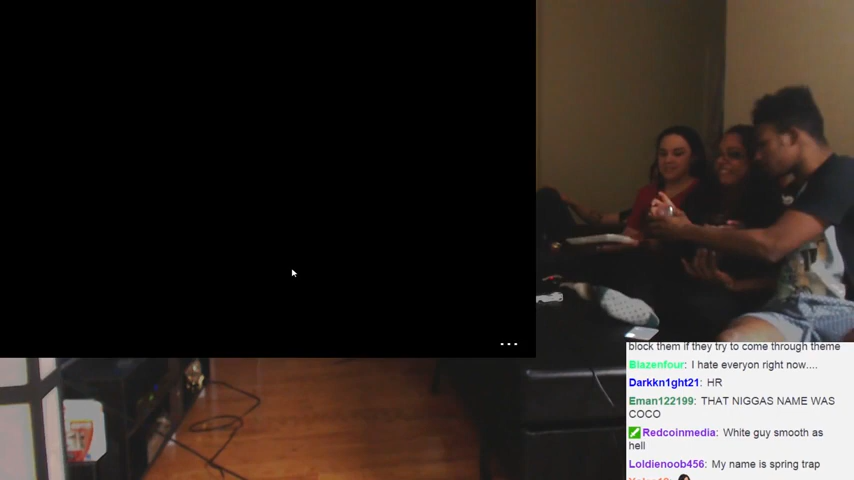 ...
block them if they try to come through theme
Blazenfour: I hate everyon right now....
Darkkn1ght21: HR
Eman122199: THAT NIGGAS NAME WAS
COCO
Redcoinmedia: White guy smooth as
hell
Loldienoob456: My name is spring trap